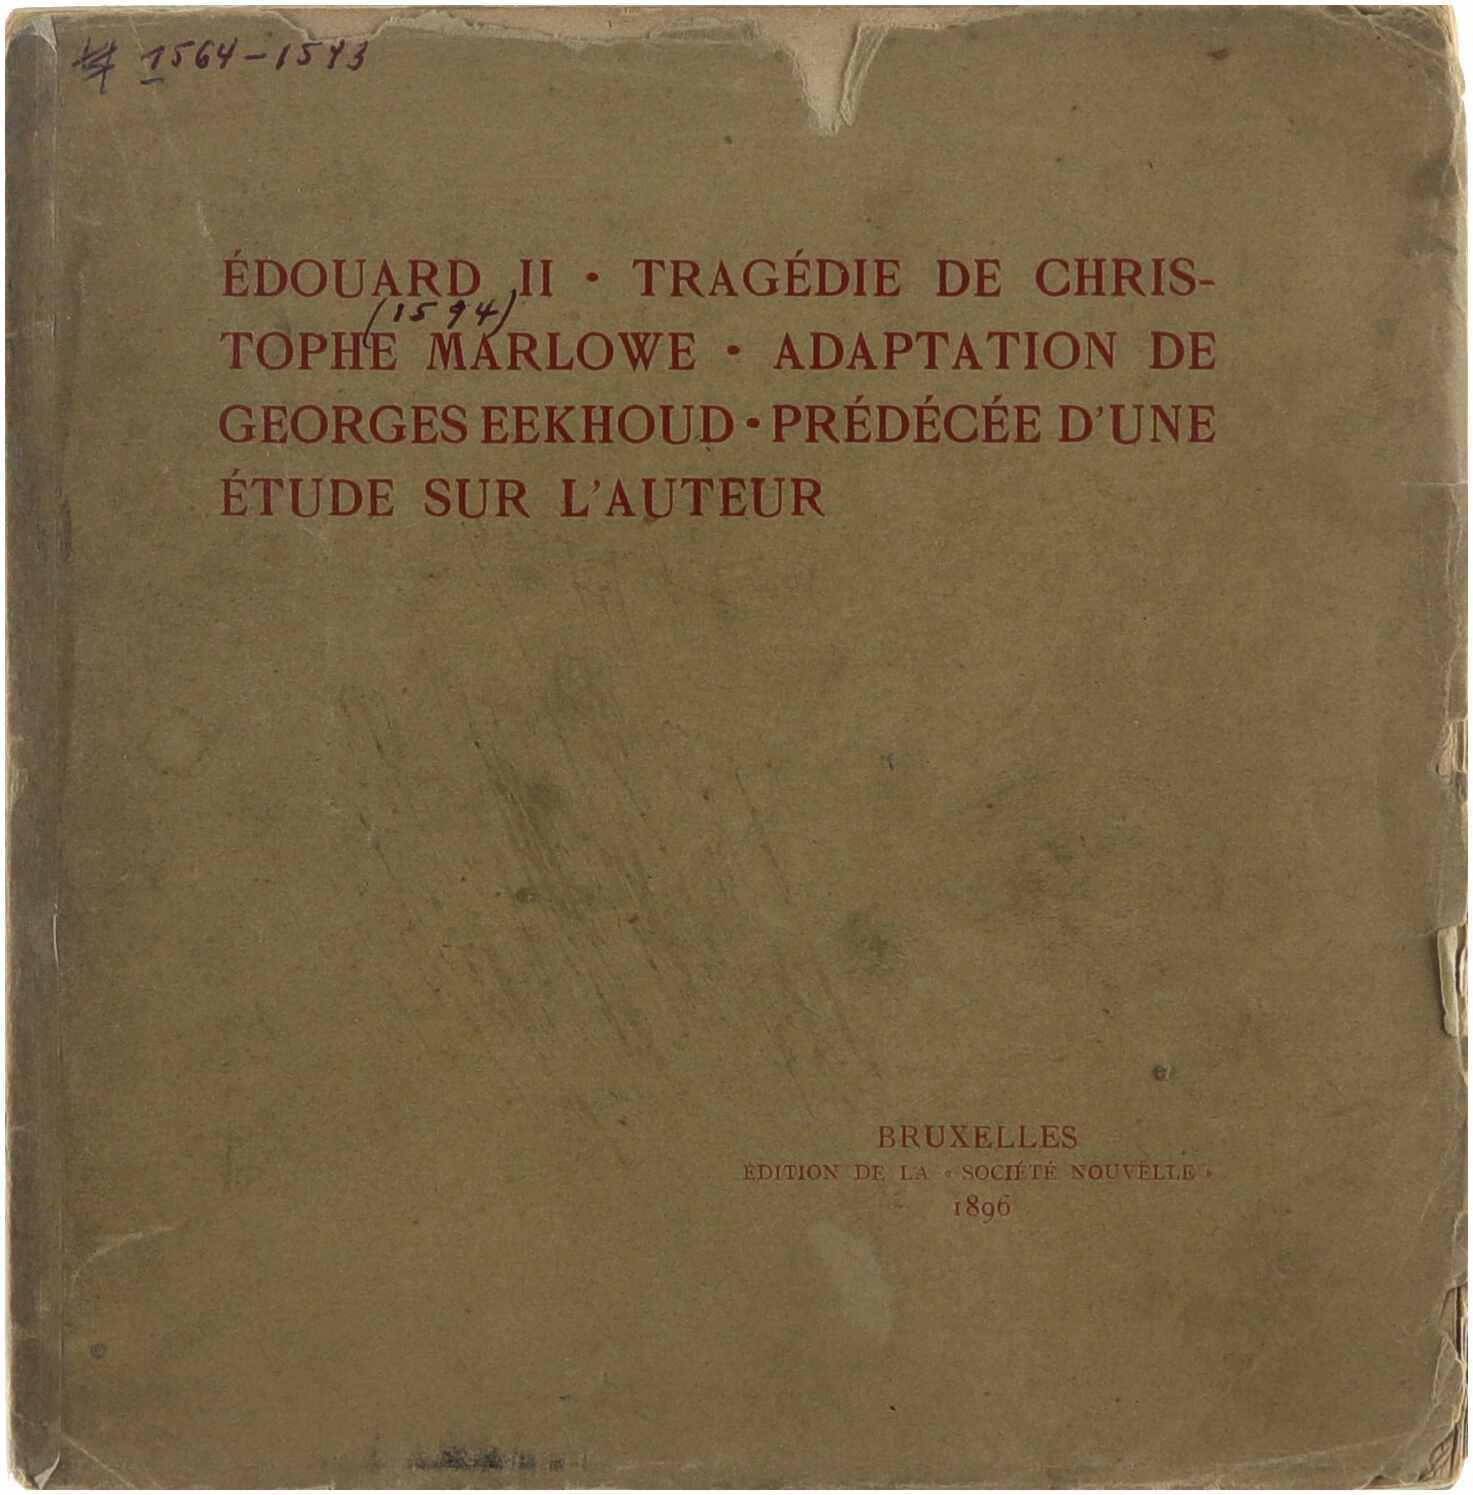 1564-1593
ÉDOUARD II • TRAGÉDIE DE CHRIS-
(1594)
TOPHE MARLOWE • ADAPTATION DE
GEORGES EEKHOUD • PRÉDÉCÉE D'UNE
ÉTUDE SUR L'AUTEUR
BRUXELLES
ÉDITION DE LA « SOCIÉTÉ NOUVELLE »
1896